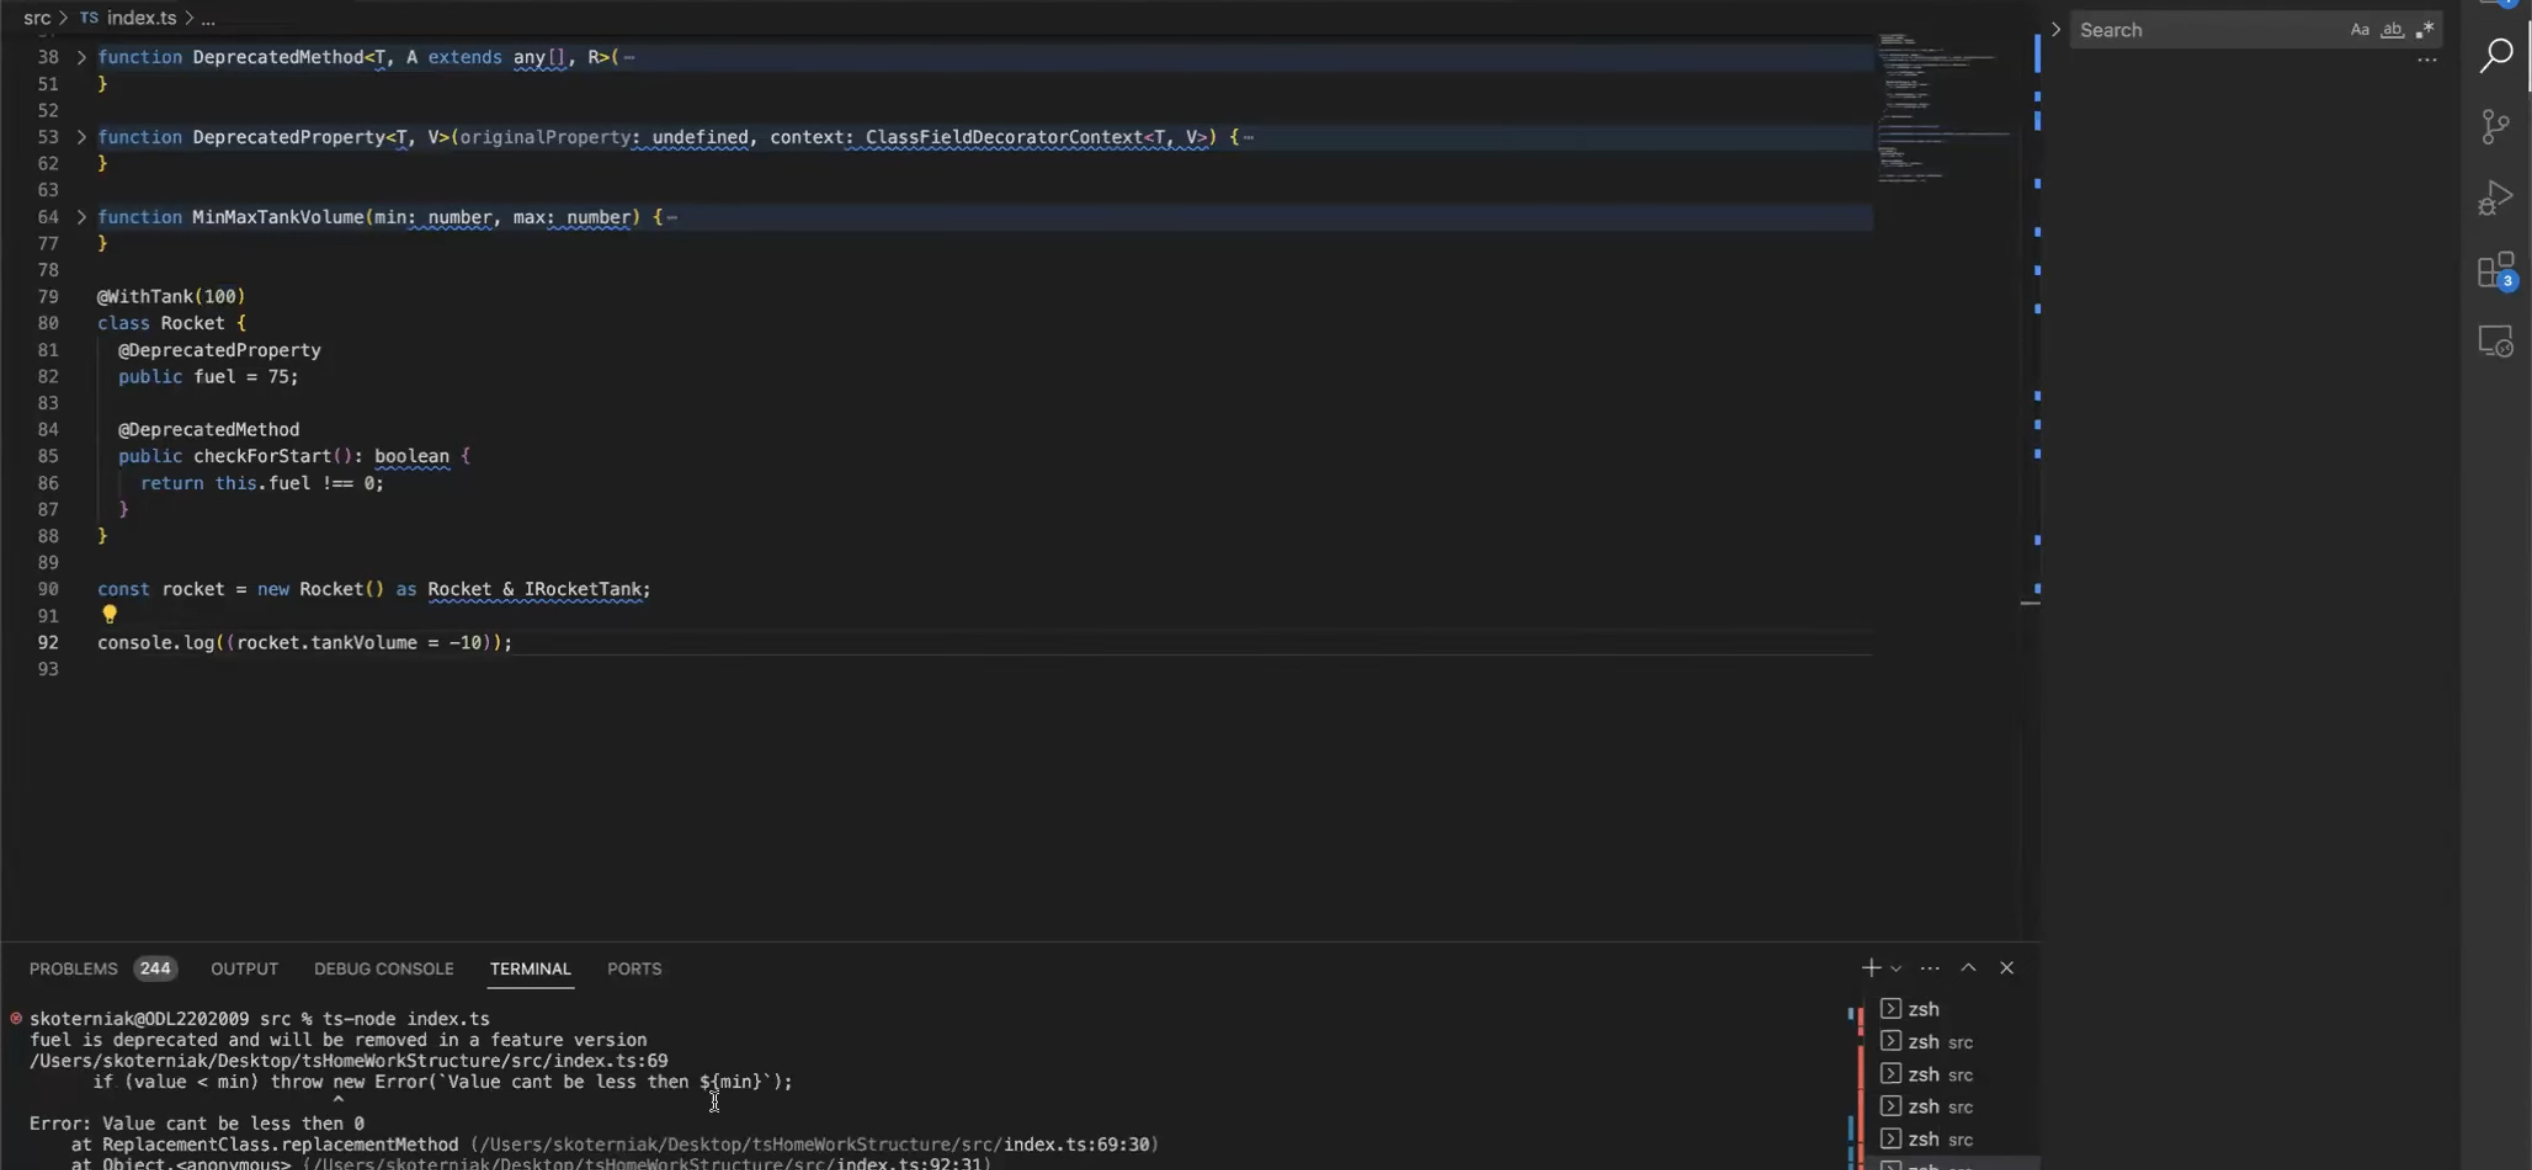 src > TS index.ts > ...
38 > function DeprecatedMethod<T, A extends any[], R>(⋯
51 }
52
53 > function DeprecatedProperty<T, V>(originalProperty: undefined, context: ClassFieldDecoratorContext<T, V>) {⋯
62 }
63
64 > function MinMaxTankVolume(min: number, max: number) {⋯
77 }
78
79 @WithTank(100)
80 class Rocket {
81 @DeprecatedProperty
82 public fuel = 75;
83
84 @DeprecatedMethod
85 public checkForStart(): boolean {
86 return this.fuel !== 0;
87 }
88 }
89
90 const rocket = new Rocket() as Rocket & IRocketTank;
91
92 console.log((rocket.tankVolume = -10));
93
> Search Aa ab .*
...
3
PROBLEMS 244 OUTPUT DEBUG CONSOLE TERMINAL PORTS
skoterniak@ODL2202009 src % ts-node index.ts
fuel is deprecated and will be removed in a feature version
/Users/skoterniak/Desktop/tsHomeWorkStructure/src/index.ts:69
if (value < min) throw new Error(`Value cant be less then ${min}`);
^
Error: Value cant be less then 0
at ReplacementClass.replacementMethod (/Users/skoterniak/Desktop/tsHomeWorkStructure/src/index.ts:69:30)
at Object.<anonymous> (/Users/skoterniak/Desktop/tsHomeWorkStructure/src/index.ts:92:31)
zsh
zsh src
zsh src
zsh src
zsh src